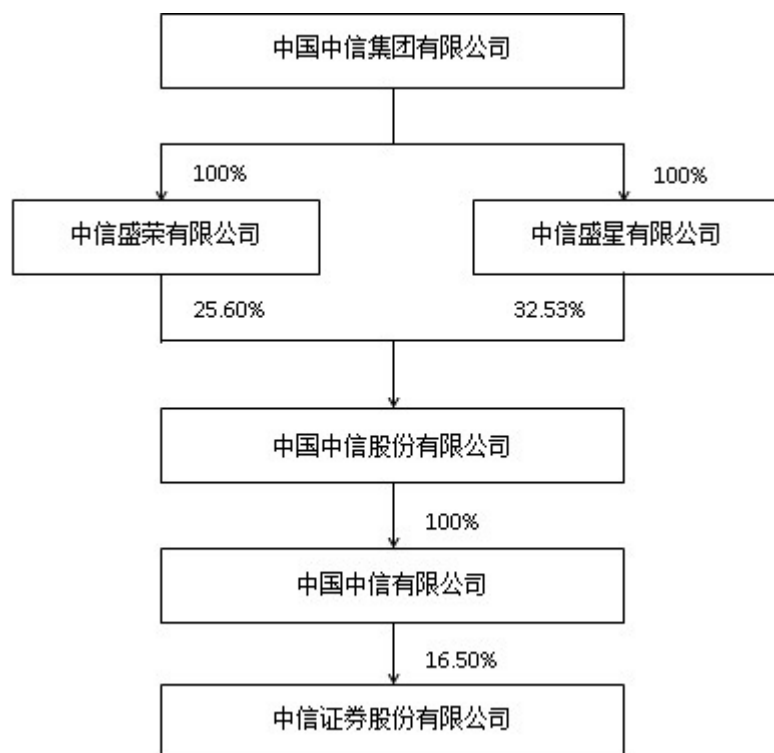 中国中信集团有限公司
100%
100%
中信盛荣有限公司
中信盛星有限公司
25.60%
32.53%
中国中信股份有限公司
100%
中国中信有限公司
16.50%
中信证券股份有限公司